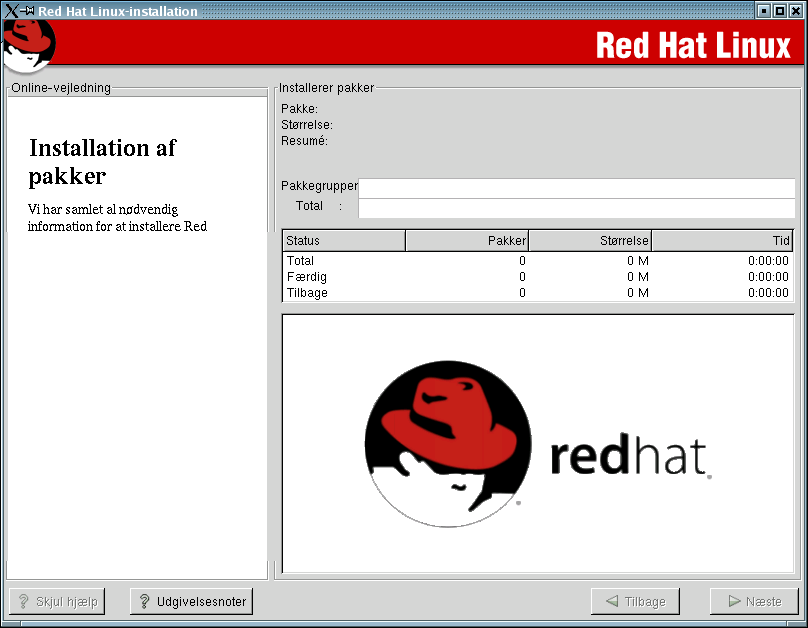 Red Hat Linux-installation
Red Hat Linux
Online-vejledning
Installation af
pakker
Vi har samlet al nødvendig
information for at installere Red
Installerer pakker
Pakke:
Størrelse:
Resumé:
Pakkegrupper
Total :
Status Pakker Størrelse Tid
Total 0 0 M 0:00:00
Færdig 0 0 M 0:00:00
Tilbage 0 0 M 0:00:00
redhat.
? Skjul hjælp
? Udgivelsesnoter
Tilbage
Næste